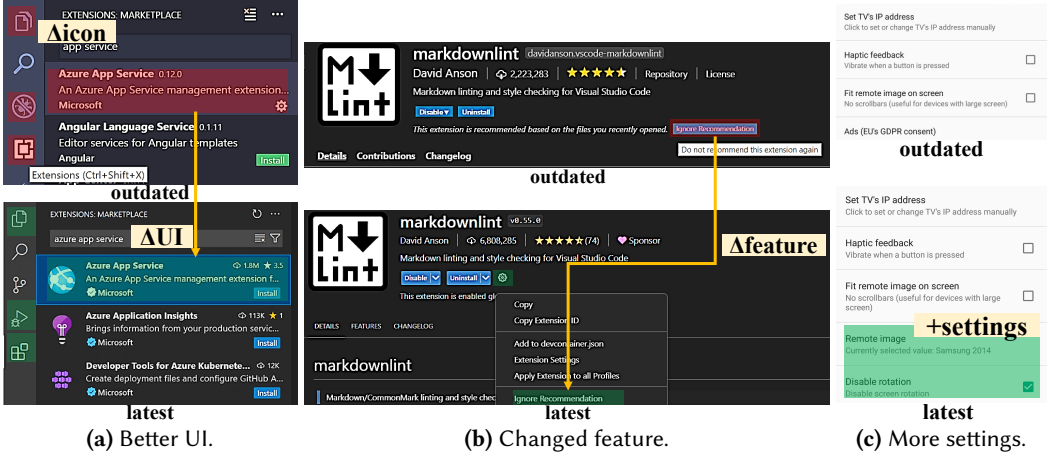 EXTENSIONS: MARKETPLACE
Δicon
app service
Azure App Service 0.12.0
An Azure App Service management extension...
Microsoft
Angular Language Service 0.1.11
Editor services for Angular templates
Angular
Install
Extensions (Ctrl+Shift+X)
outdated
EXTENSIONS: MARKETPLACE
azure app service
ΔUI
Azure App Service 1.8M 3.5
An Azure App Service management extension f...
Microsoft
Install
Azure Application Insights 113K 1
Brings information from your production servic...
Microsoft
Install
Developer Tools for Azure Kubernete... 12K
Create deployment files and configure GitHub A...
Microsoft
Install
latest
(a) Better UI.
M
Lint
markdownlint davidanson.vscode-markdownlint
David Anson 2,223,283 Repository License
Markdown linting and style checking for Visual Studio Code
Disable Uninstall
This extension is recommended based on the files you recently opened. Ignore Recommendation
Do not recommend this extension again
Details Contributions Changelog
outdated
M
Lint
markdownlint v0.55.0
David Anson 6,808,285 (74) Sponsor
Δfeature
Markdown linting and style checking for Visual Studio Code
Disable Uninstall
This extension is enabled
Copy
Copy Extension ID
Add to devcontainer.json
Extension Settings
Apply Extension to all Profiles
Ignore Recommendation
DETAILS FEATURES CHANGELOG
markdownlint
Markdown/CommonMark linting and style
latest
(b) Changed feature.
Set TV's IP address
Click to set or change TV's IP address manually
Haptic feedback
Vibrate when a button is pressed
Fit remote image on screen
No scrollbars (useful for devices with large screen)
Ads (EU's GDPR consent)
outdated
Set TV's IP address
Click to set or change TV's IP address manually
Haptic feedback
Vibrate when a button is pressed
Fit remote image on screen
No scrollbars (useful for devices with large
screen)
+settings
Remote image
Currently selected value: Samsung 2014
Disable rotation
Disable screen rotation
latest
(c) More settings.